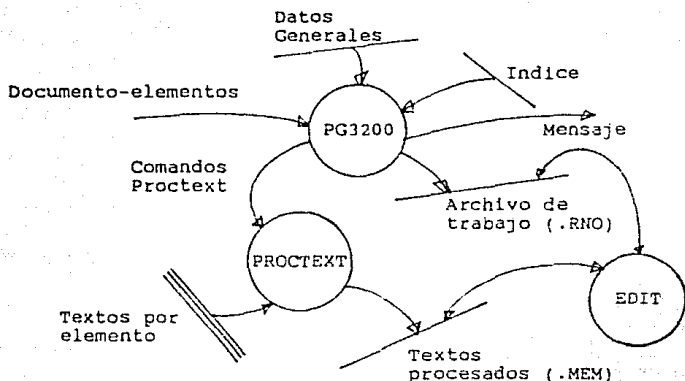 Datos
Generales
Indice
Documento-elementos
PG3200
Mensaje
Comandos
Proctext
Archivo de
trabajo (.RNO)
PROCTEXT
EDIT
Textos por
elemento
Textos
procesados (.MEM)